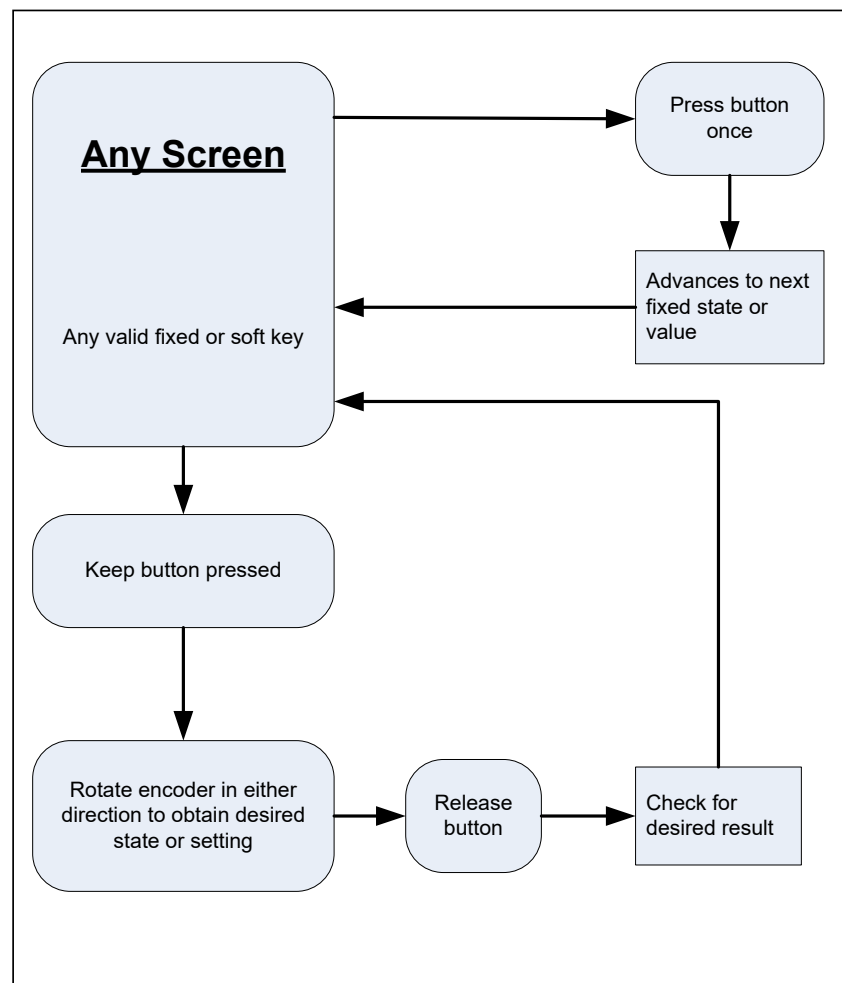 Any Screen
Any valid fixed or soft key
Press button
once
Advances to next
fixed state or
value
Keep button pressed
Rotate encoder in either
direction to obtain desired
state or setting
Release
button
Check for
desired result